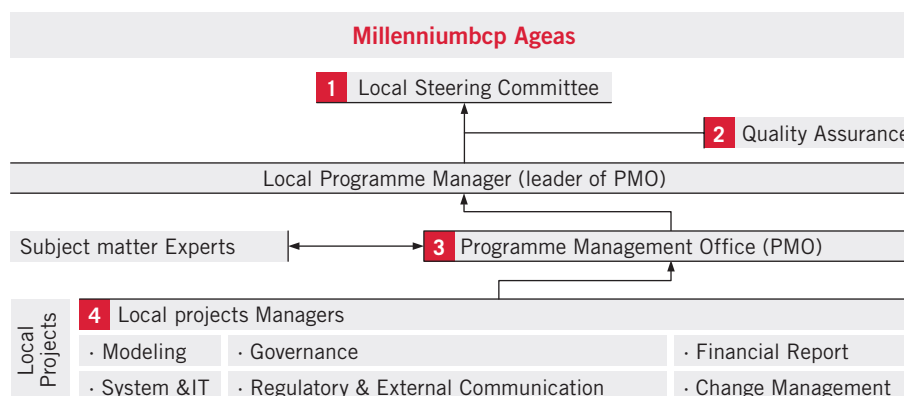 Millenniumbcp Ageas
1 Local Steering Committee
2 Quality Assurance
Local Programme Manager (leader of PMO)
Subject matter Experts
3 Programme Management Office (PMO)
Local
Projects
4 Local projects Managers
· Modeling
· Governance
· Financial Report
· System &IT
· Regulatory & External Communication
· Change Management